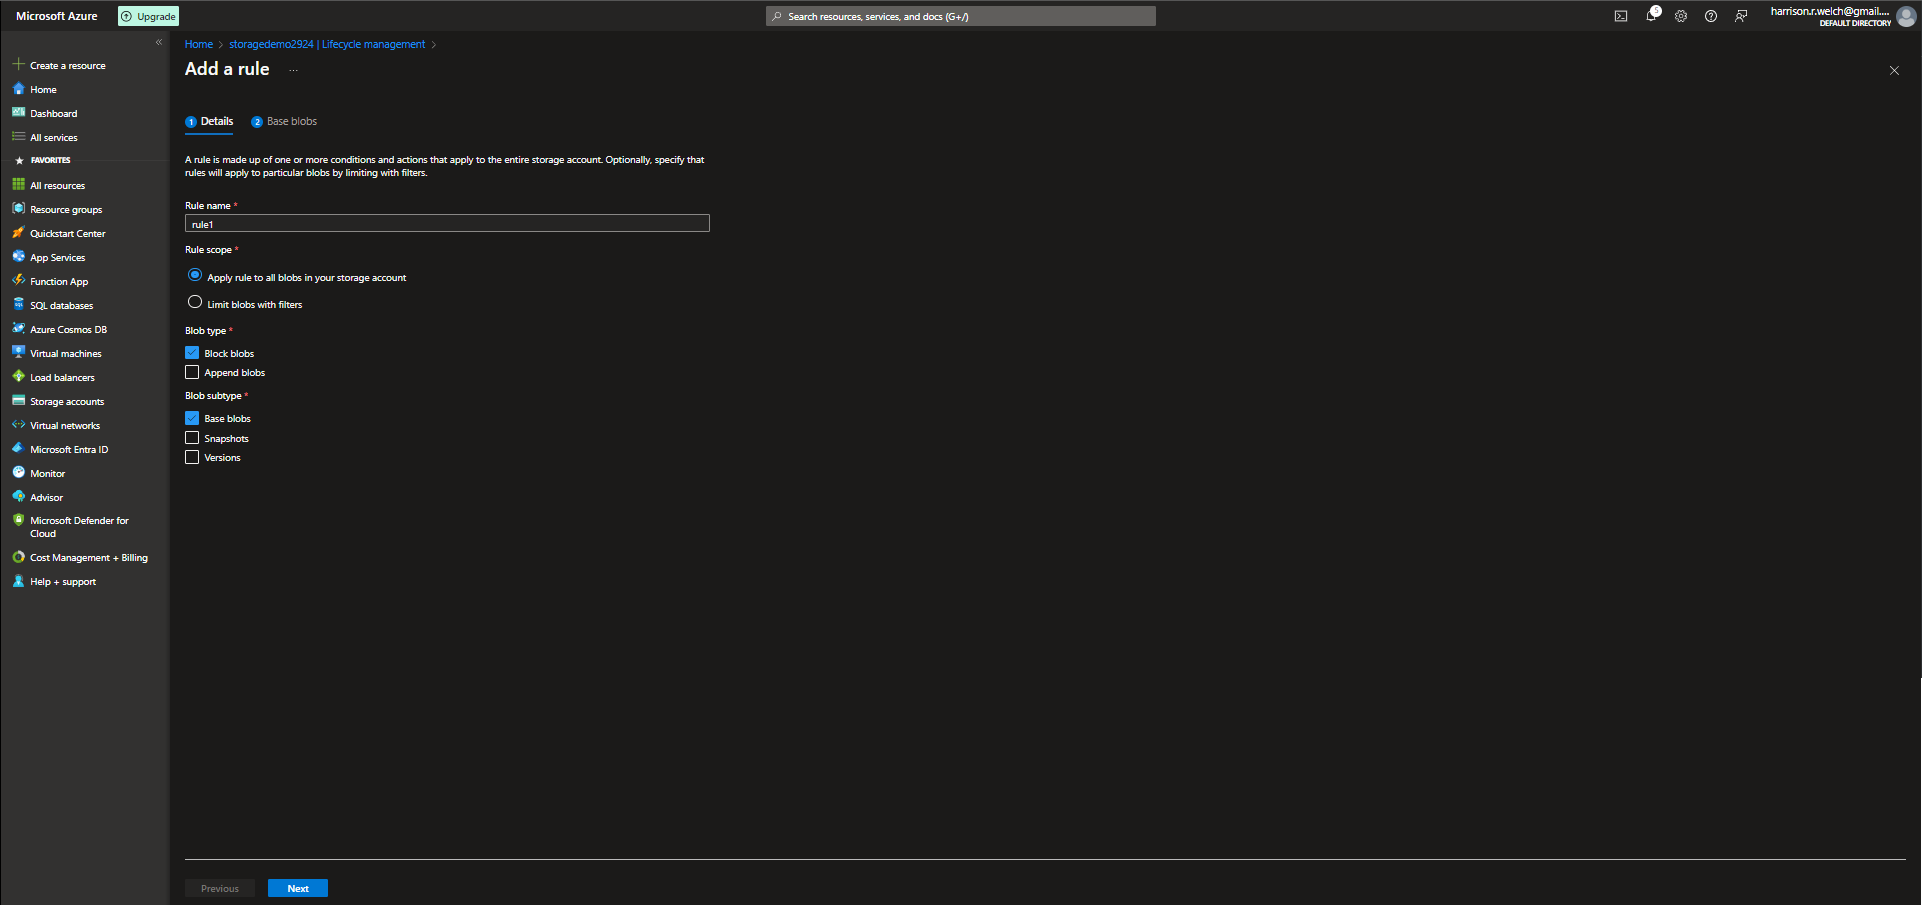 Microsoft Azure
Upgrade
Search resources, services, and docs (G+/)
5
harrison.r.welch@gmail....
DEFAULT DIRECTORY
Create a resource
Home
Dashboard
All services
FAVORITES
All resources
Resource groups
Quickstart Center
App Services
Function App
SQL databases
Azure Cosmos DB
Virtual machines
Load balancers
Storage accounts
Virtual networks
Microsoft Entra ID
Monitor
Advisor
Microsoft Defender for
Cloud
Cost Management + Billing
Help + support
Home > storagedemo2924 | Lifecycle management >
Add a rule ...
1 Details 2 Base blobs
A rule is made up of one or more conditions and actions that apply to the entire storage account. Optionally, specify that
rules will apply to particular blobs by limiting with filters.
Rule name *
rule1
Rule scope *
Apply rule to all blobs in your storage account
Limit blobs with filters
Blob type *
Block blobs
Append blobs
Blob subtype *
Base blobs
Snapshots
Versions
Previous Next